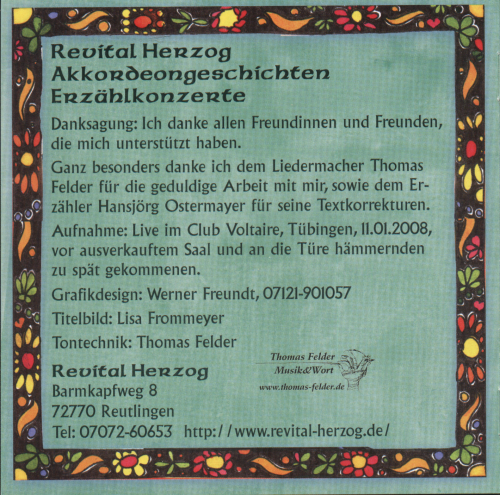 Revital Herzog
Akkordeongeschichten
Erzählkonzerte
Danksagung: Ich danke allen Freundinnen und Freunden,
die mich unterstützt haben.
Ganz besonders danke ich dem Liedermacher Thomas
Felder für die geduldige Arbeit mit mir, sowie dem Er-
zähler Hansjörg Ostermayer für seine Textkorrekturen.
Aufnahme: Live im Club Voltaire, Tübingen, 11.01.2008,
vor ausverkauftem Saal und an die Türe hämmernden
zu spät gekommenen.
Grafikdesign: Werner Freundt, 07121-901057
Titelbild: Lisa Frommeyer
Tontechnik: Thomas Felder
Thomas Felder
Musik&Wort
www.thomas-felder.de
Revital Herzog
Barmkapfweg 8
72770 Reutlingen
Tel: 07072-60653 http://www.revital-herzog.de/